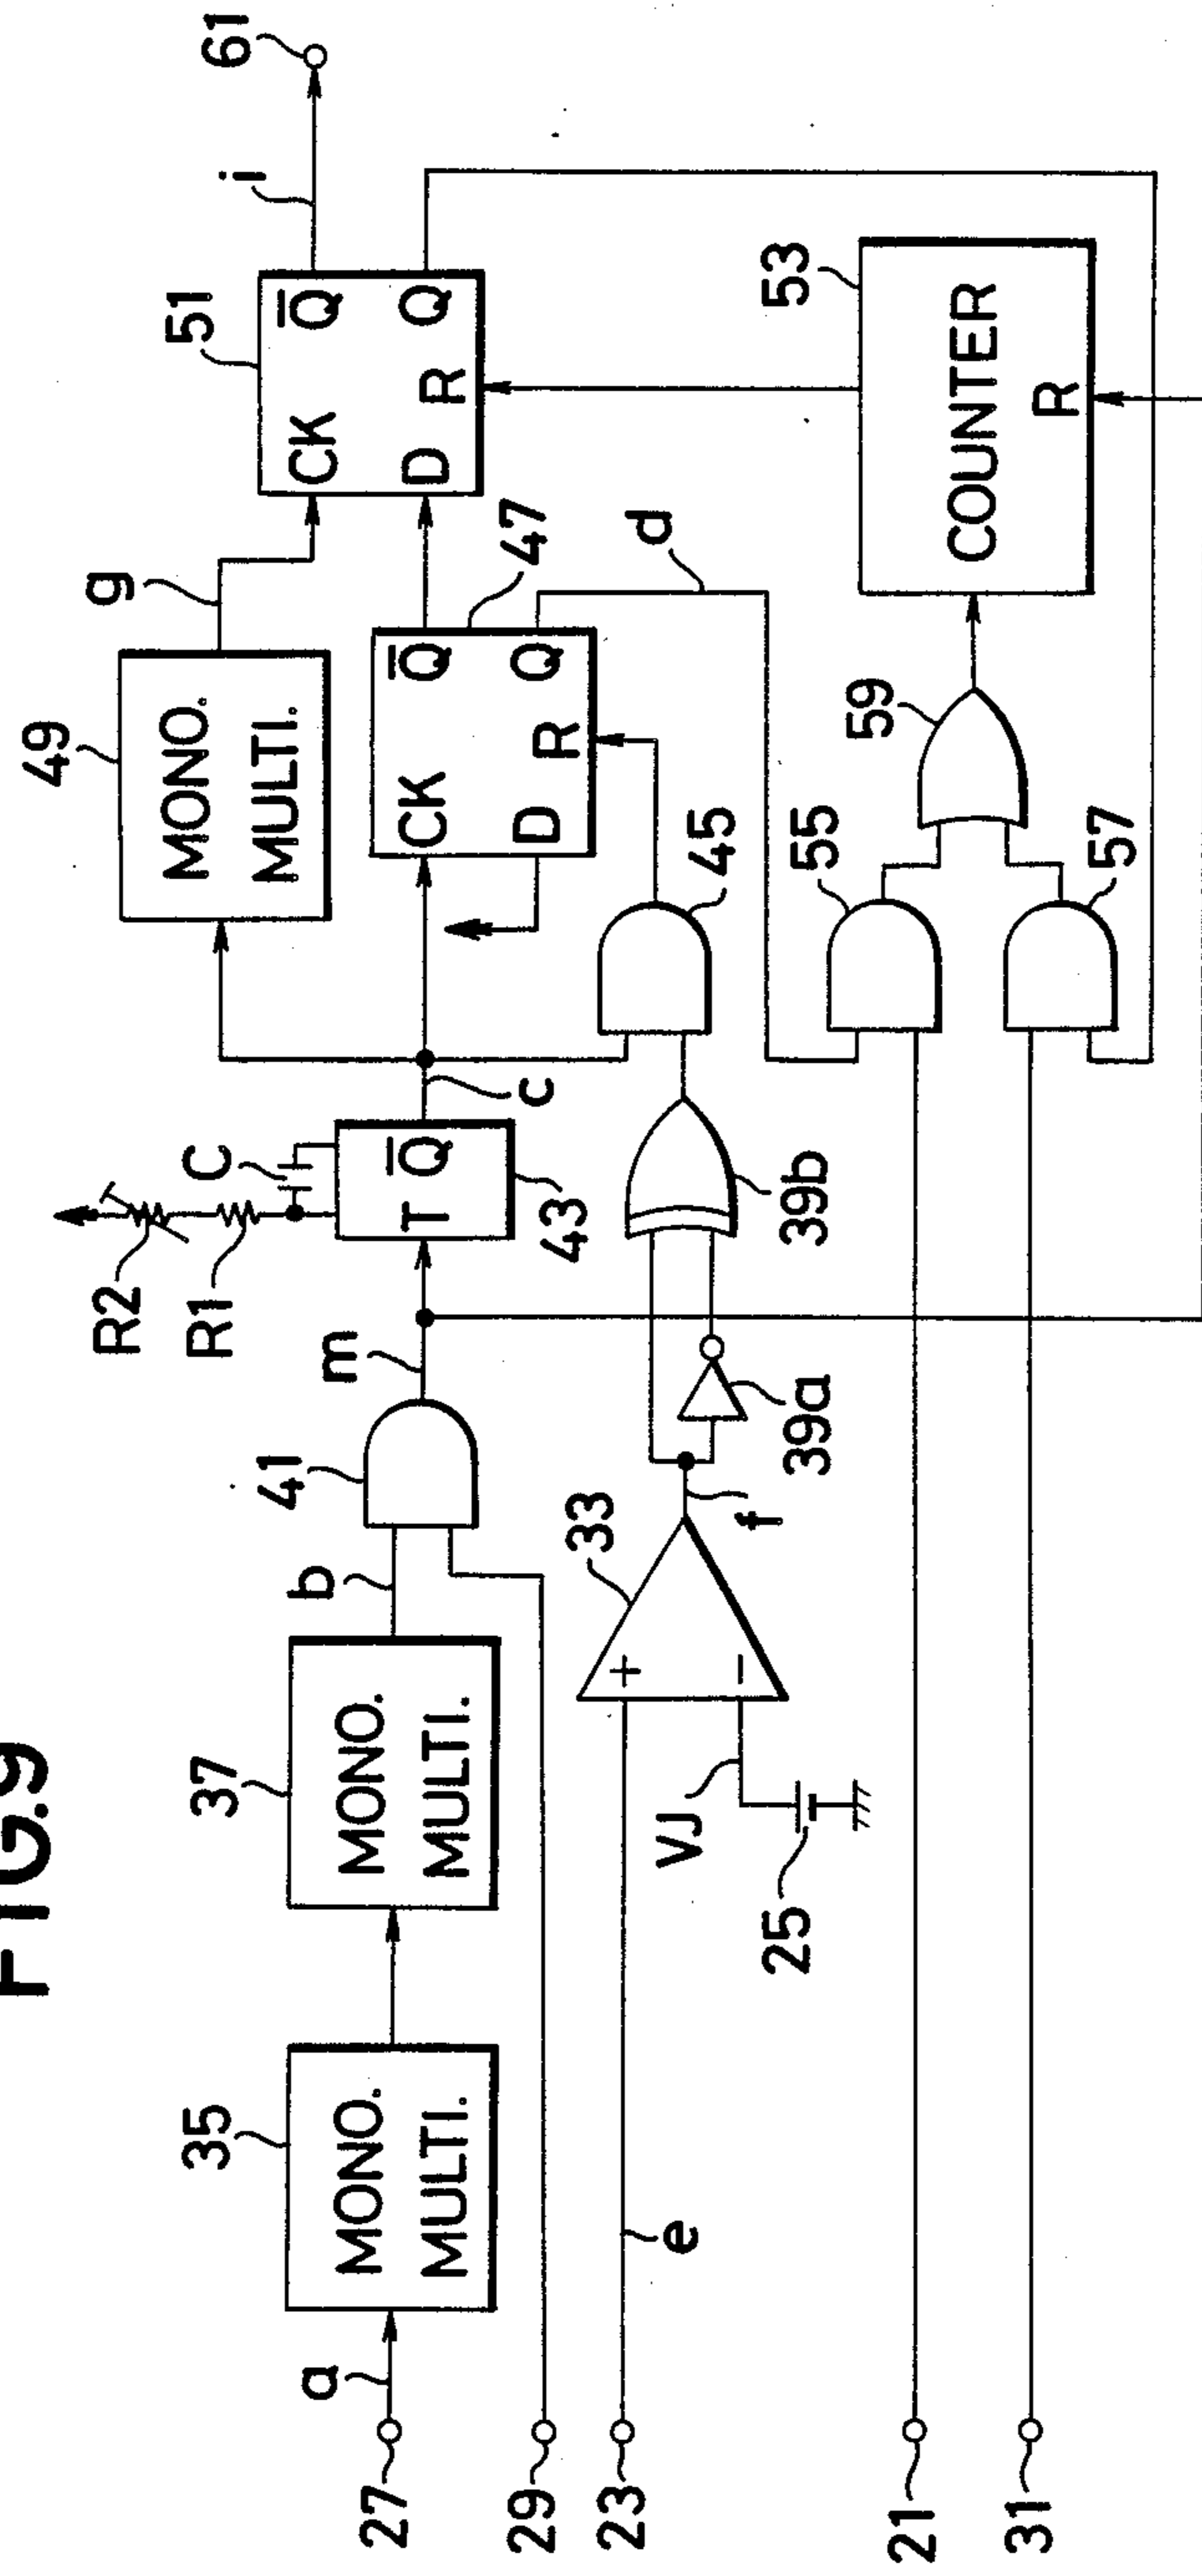 FIG.9
27
a
35
MONO.
MULTI.
37
MONO.
MULTI.
b
29
41
m
R2
R1
C
T Q̅
43
c
49
MONO.
MULTI.
g
CK Q̅
D R Q
51
i
61
CK Q̅
D R Q
47
d
45
23
e
VJ
25
+
−
33
f
39a
39b
21
31
55
57
59
COUNTER
R
53